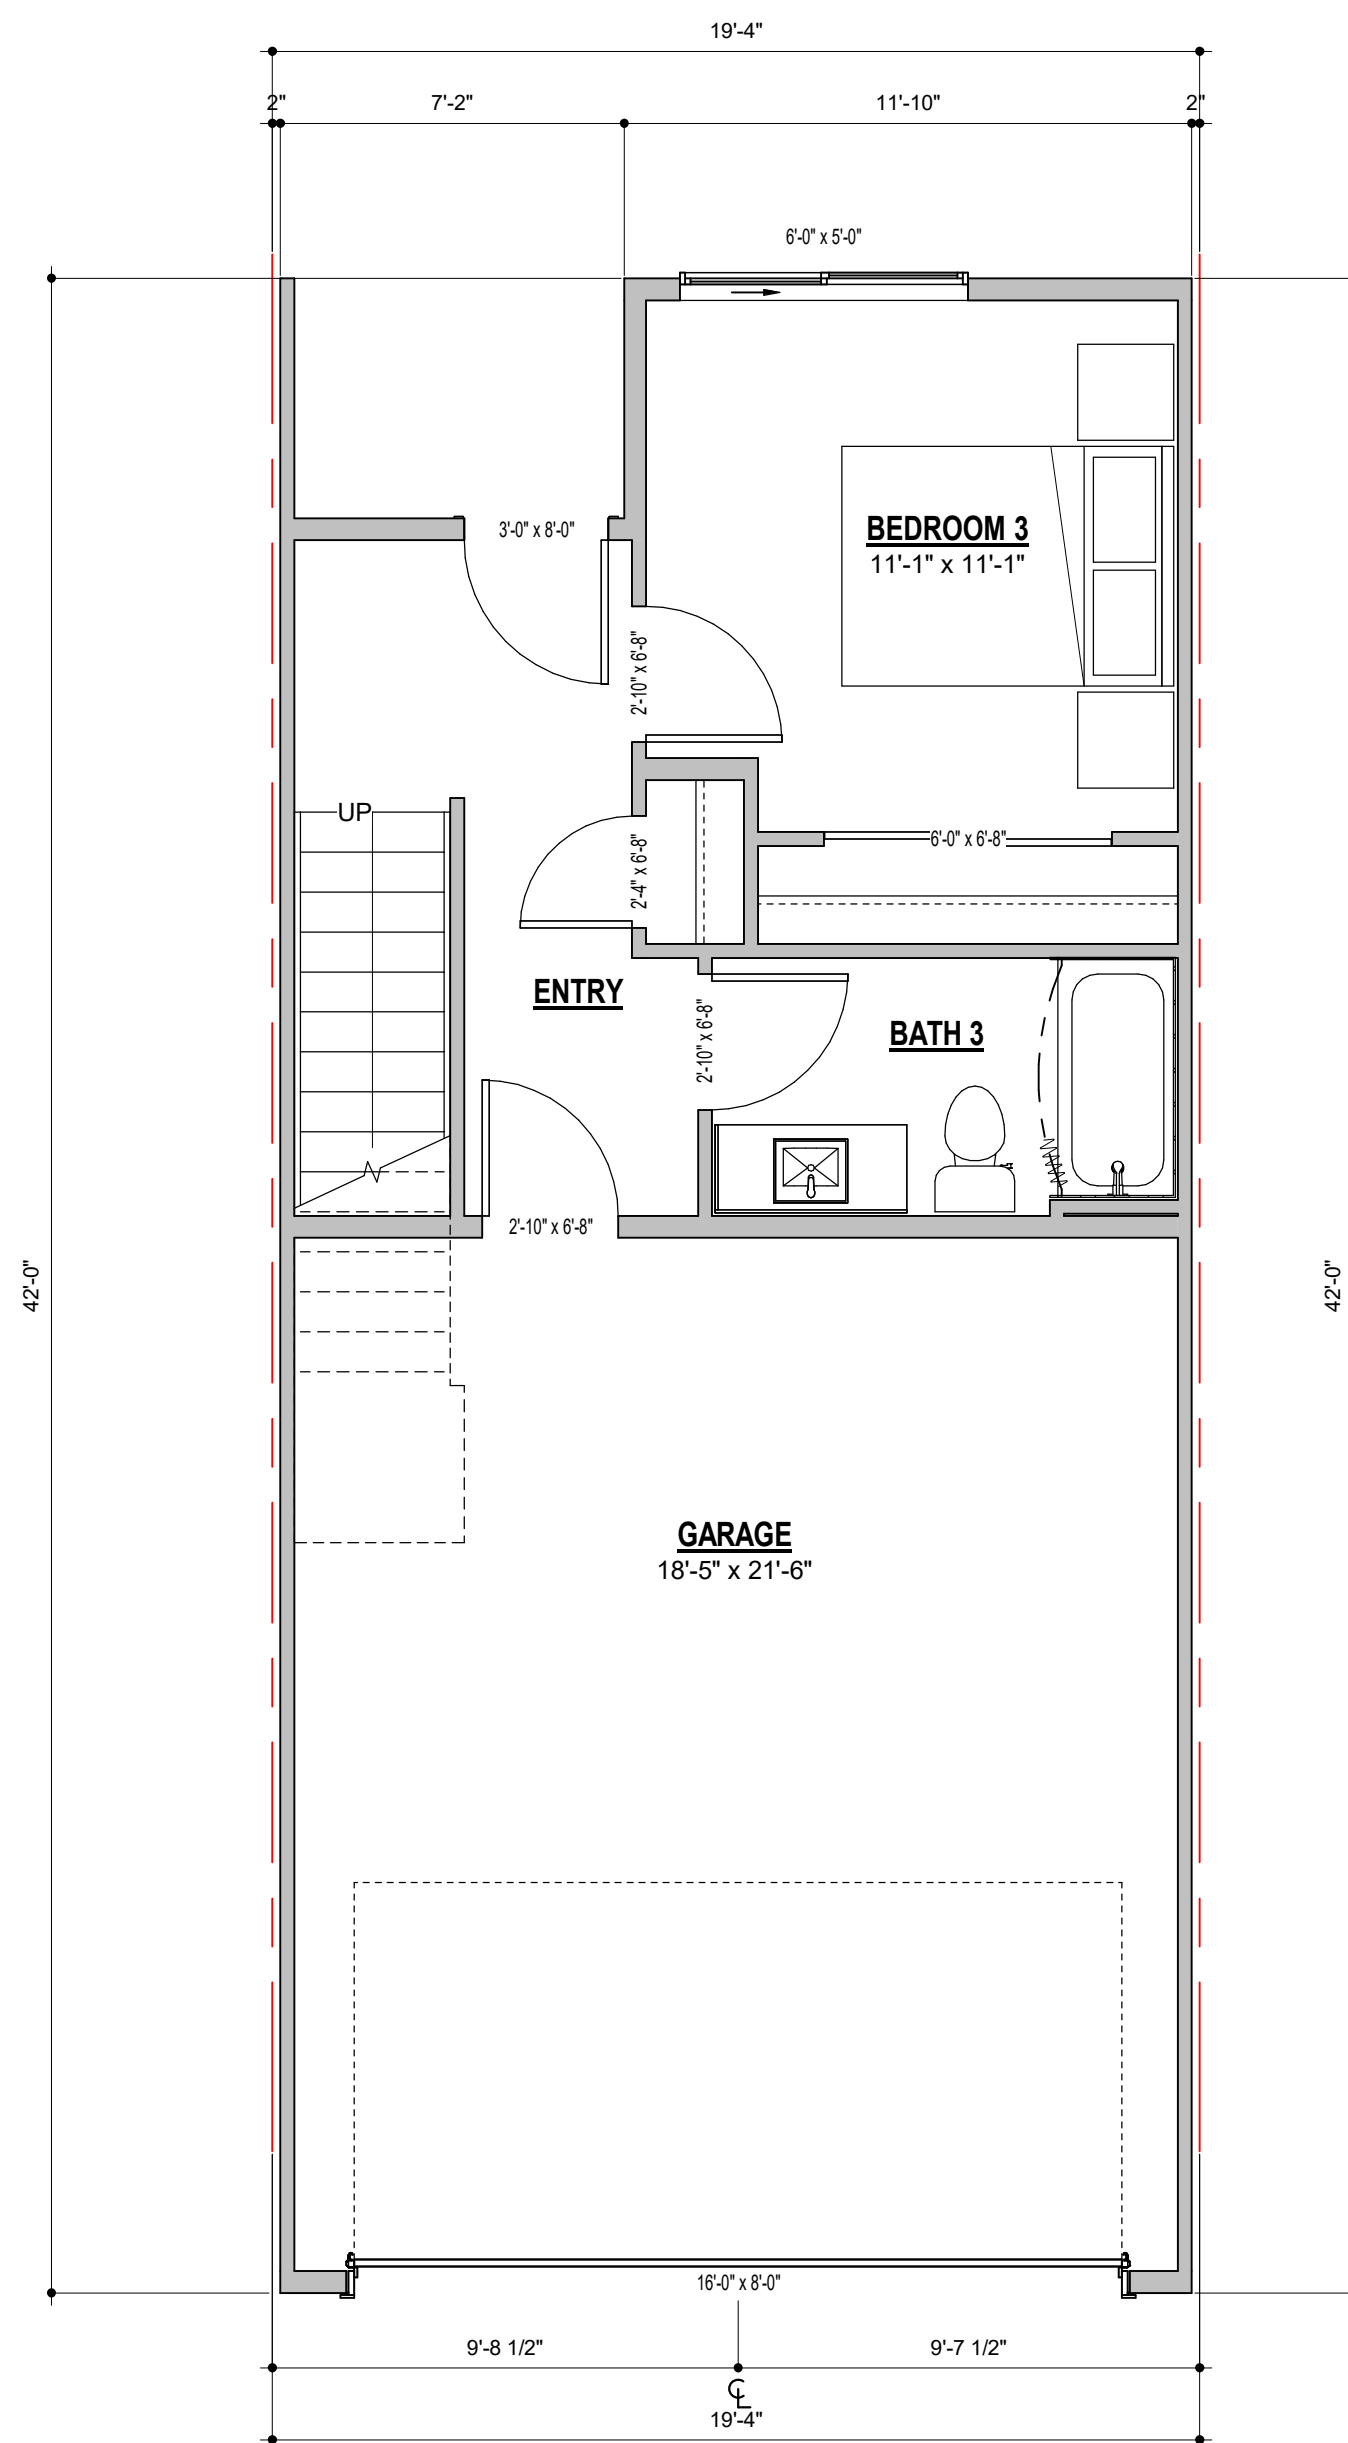 19'-4"
2"
7'-2"
11'-10"
2"
6'-0" x 5'-0"
3'-0" x 8'-0"
BEDROOM 3
11'-1" x 11'-1"
2'-10" x 6'-8"
UP
6'-0" x 6'-8"
2'-4" x 6'-8"
ENTRY
2'-10" x 6'-8"
BATH 3
2'-10" x 6'-8"
42'-0"
42'-0"
GARAGE
18'-5" x 21'-6"
16'-0" x 8'-0"
9'-8 1/2"
9'-7 1/2"
℄
19'-4"